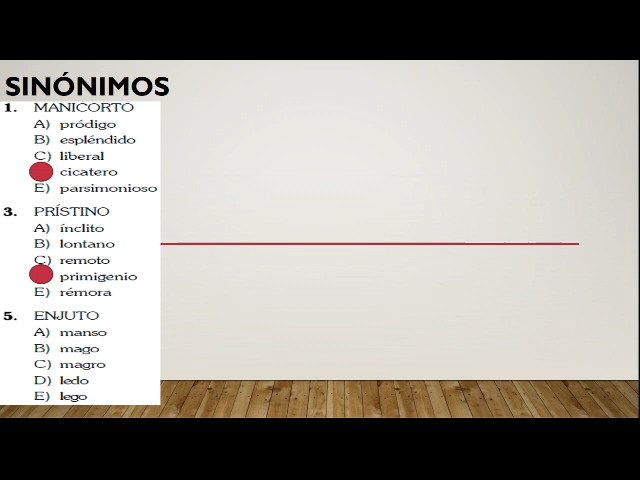 SINÓNIMOS
1. MANICORTO
A) pródigo
B) espléndido
C) liberal
cicatero
E) parsimonioso
3. PRÍSTINO
A) ínclito
B) lontano
C) remoto
primigenio
E) rémora
5. ENJUTO
A) manso
B) mago
C) magro
D) ledo
E) lego